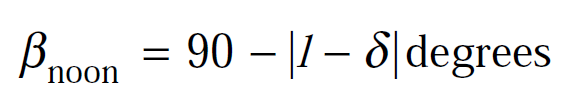 β_noon = 90 − |l − δ| degrees